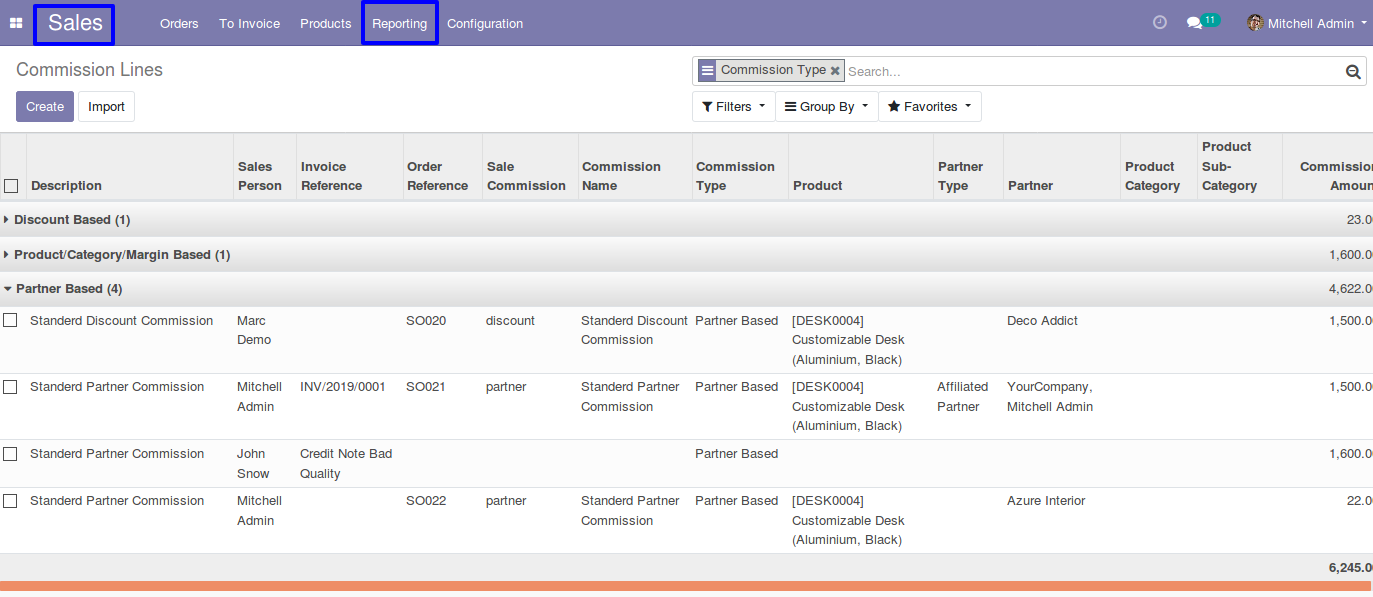 Sales Orders To Invoice Products Reporting Configuration 11 Mitchell Admin
Commission Lines
Commission Type Search...
Create Import
Filters Group By Favorites
Description
Sales Person
Invoice Reference
Order Reference
Sale Commission
Commission Name
Commission Type
Product
Partner Type
Partner
Product Category
Product Sub-Category
Commission Amoun
Discount Based (1) 23.0
Product/Category/Margin Based (1) 1,600.0
Partner Based (4) 4,622.0
Standerd Discount Commission Marc SO020 discount Standerd Discount Partner Based [DESK0004] Deco Addict 1,500.0
Demo Commission Customizable Desk
(Aluminium, Black)
Standerd Partner Commission Mitchell INV/2019/0001 SO021 partner Standerd Partner Partner Based [DESK0004] Affiliated YourCompany, 1,500.0
Admin Commission Customizable Desk Partner Mitchell Admin
(Aluminium, Black)
Standerd Partner Commission John Credit Note Bad Partner Based 1,600.0
Snow Quality
Standerd Partner Commission Mitchell SO022 partner Standerd Partner Partner Based [DESK0004] Azure Interior 22.0
Admin Commission Customizable Desk
(Aluminium, Black)
6,245.0